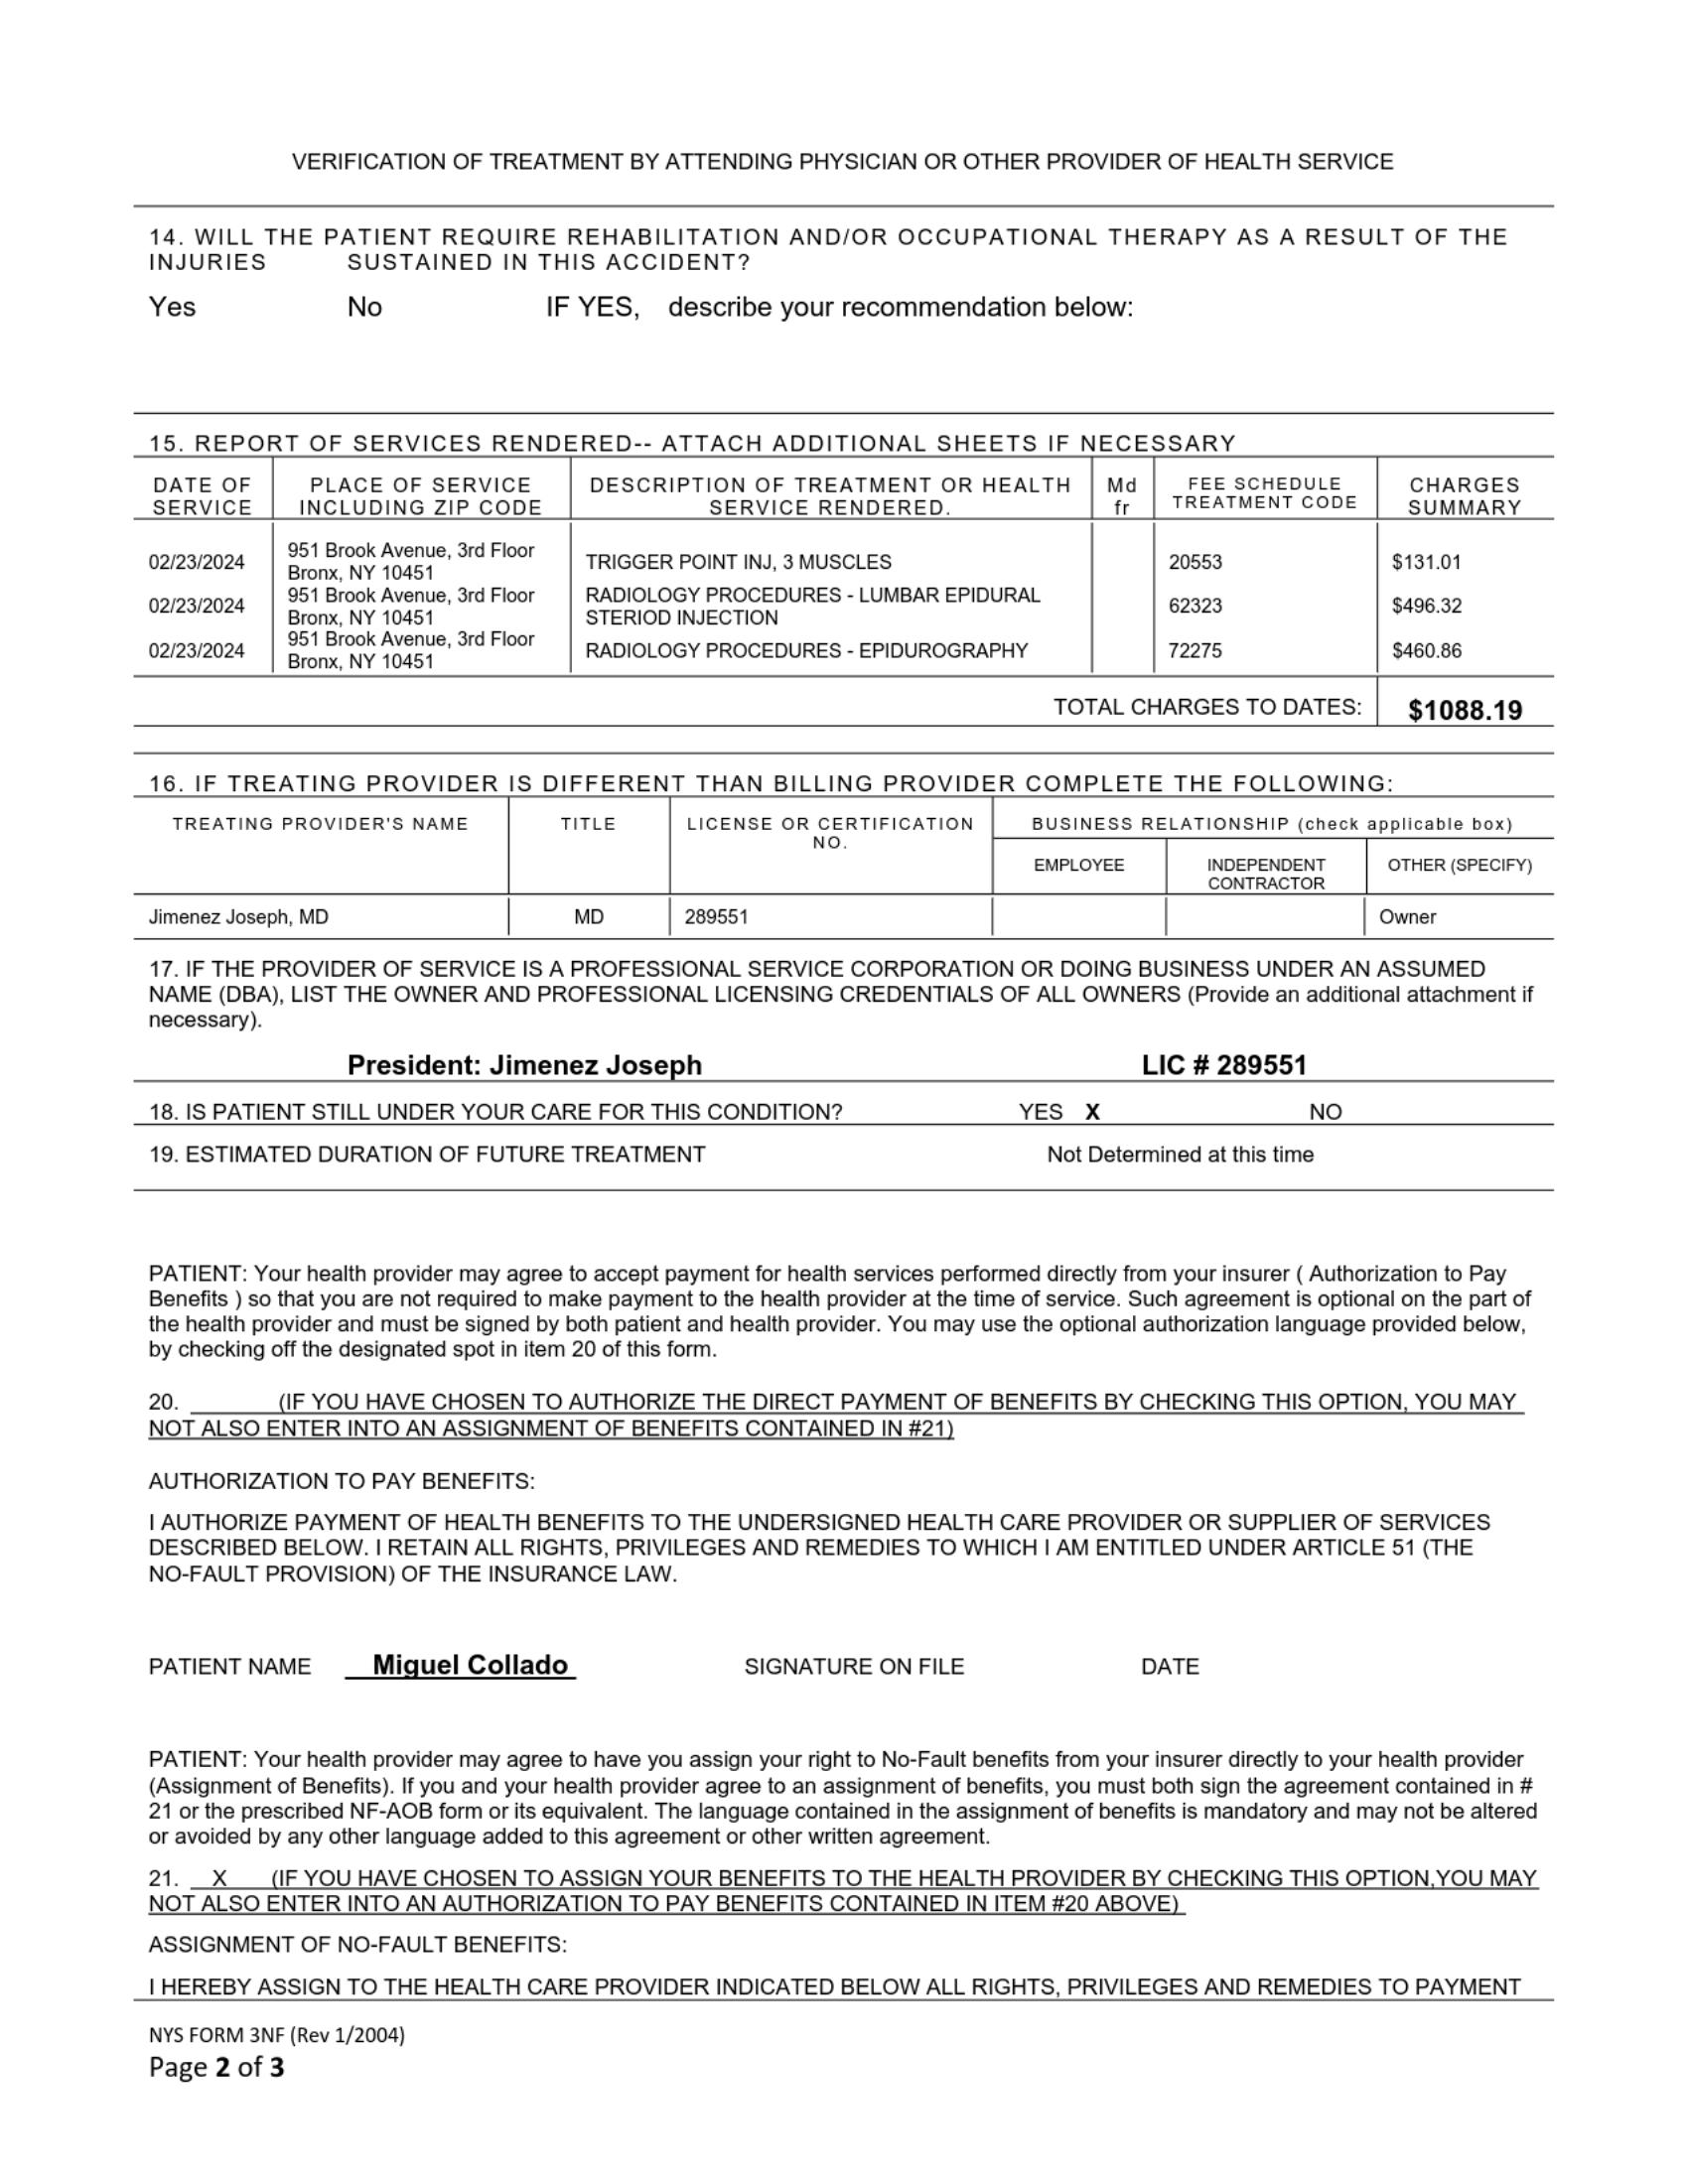 VERIFICATION OF TREATMENT BY ATTENDING PHYSICIAN OR OTHER PROVIDER OF HEALTH SERVICE
14. WILL THE PATIENT REQUIRE REHABILITATION AND/OR OCCUPATIONAL THERAPY AS A RESULT OF THE
INJURIES SUSTAINED IN THIS ACCIDENT?
Yes No IF YES, describe your recommendation below:
15. REPORT OF SERVICES RENDERED-- ATTACH ADDITIONAL SHEETS IF NECESSARY
DATE OF SERVICE PLACE OF SERVICE INCLUDING ZIP CODE DESCRIPTION OF TREATMENT OR HEALTH SERVICE RENDERED. Md fr FEE SCHEDULE TREATMENT CODE CHARGES SUMMARY
02/23/2024 951 Brook Avenue, 3rd Floor Bronx, NY 10451 TRIGGER POINT INJ, 3 MUSCLES 20553 $131.01
02/23/2024 951 Brook Avenue, 3rd Floor Bronx, NY 10451 RADIOLOGY PROCEDURES - LUMBAR EPIDURAL STERIOD INJECTION 62323 $496.32
02/23/2024 951 Brook Avenue, 3rd Floor Bronx, NY 10451 RADIOLOGY PROCEDURES - EPIDUROGRAPHY 72275 $460.86
TOTAL CHARGES TO DATES: $1088.19
16. IF TREATING PROVIDER IS DIFFERENT THAN BILLING PROVIDER COMPLETE THE FOLLOWING:
TREATING PROVIDER'S NAME TITLE LICENSE OR CERTIFICATION NO. BUSINESS RELATIONSHIP (check applicable box)
EMPLOYEE INDEPENDENT CONTRACTOR OTHER (SPECIFY)
Jimenez Joseph, MD MD 289551 Owner
17. IF THE PROVIDER OF SERVICE IS A PROFESSIONAL SERVICE CORPORATION OR DOING BUSINESS UNDER AN ASSUMED
NAME (DBA), LIST THE OWNER AND PROFESSIONAL LICENSING CREDENTIALS OF ALL OWNERS (Provide an additional attachment if
necessary).
President: Jimenez Joseph LIC # 289551
18. IS PATIENT STILL UNDER YOUR CARE FOR THIS CONDITION? YES X NO
19. ESTIMATED DURATION OF FUTURE TREATMENT Not Determined at this time
PATIENT: Your health provider may agree to accept payment for health services performed directly from your insurer ( Authorization to Pay
Benefits ) so that you are not required to make payment to the health provider at the time of service. Such agreement is optional on the part of
the health provider and must be signed by both patient and health provider. You may use the optional authorization language provided below,
by checking off the designated spot in item 20 of this form.
20. ______ (IF YOU HAVE CHOSEN TO AUTHORIZE THE DIRECT PAYMENT OF BENEFITS BY CHECKING THIS OPTION, YOU MAY
NOT ALSO ENTER INTO AN ASSIGNMENT OF BENEFITS CONTAINED IN #21)
AUTHORIZATION TO PAY BENEFITS:
I AUTHORIZE PAYMENT OF HEALTH BENEFITS TO THE UNDERSIGNED HEALTH CARE PROVIDER OR SUPPLIER OF SERVICES
DESCRIBED BELOW. I RETAIN ALL RIGHTS, PRIVILEGES AND REMEDIES TO WHICH I AM ENTITLED UNDER ARTICLE 51 (THE
NO-FAULT PROVISION) OF THE INSURANCE LAW.
PATIENT NAME Miguel Collado SIGNATURE ON FILE DATE
PATIENT: Your health provider may agree to have you assign your right to No-Fault benefits from your insurer directly to your health provider
(Assignment of Benefits). If you and your health provider agree to an assignment of benefits, you must both sign the agreement contained in #
21 or the prescribed NF-AOB form or its equivalent. The language contained in the assignment of benefits is mandatory and may not be altered
or avoided by any other language added to this agreement or other written agreement.
21. X (IF YOU HAVE CHOSEN TO ASSIGN YOUR BENEFITS TO THE HEALTH PROVIDER BY CHECKING THIS OPTION,YOU MAY
NOT ALSO ENTER INTO AN AUTHORIZATION TO PAY BENEFITS CONTAINED IN ITEM #20 ABOVE)
ASSIGNMENT OF NO-FAULT BENEFITS:
I HEREBY ASSIGN TO THE HEALTH CARE PROVIDER INDICATED BELOW ALL RIGHTS, PRIVILEGES AND REMEDIES TO PAYMENT
NYS FORM 3NF (Rev 1/2004)
Page 2 of 3